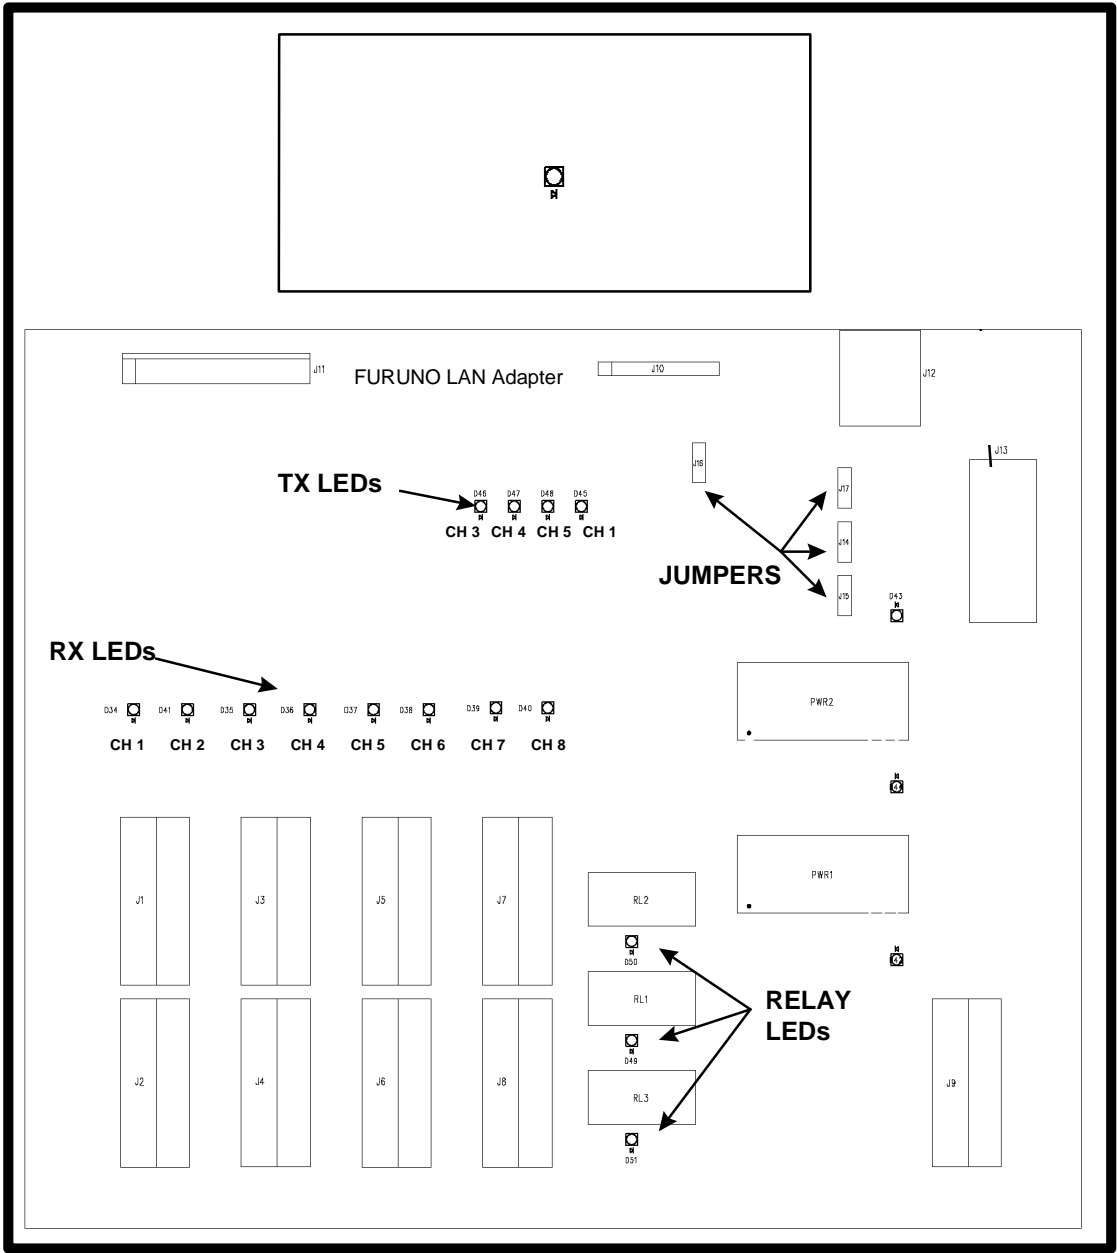 J11
FURUNO LAN Adapter
J10
J12
J13
J16
TX LEDs
J17
D46 D47 D48 D45
CH 3 CH 4 CH 5 CH 1
J14
JUMPERS
J15
D43
RX LEDs
D34 D41 D35 D36 D37 D38 D39 D40
CH 1 CH 2 CH 3 CH 4 CH 5 CH 6 CH 7 CH 8
PWR2
PWR1
J1 J3 J5 J7
RL2
D50
RL1
RELAY
LEDs
D49
J2 J4 J6 J8
RL3
J9
D51